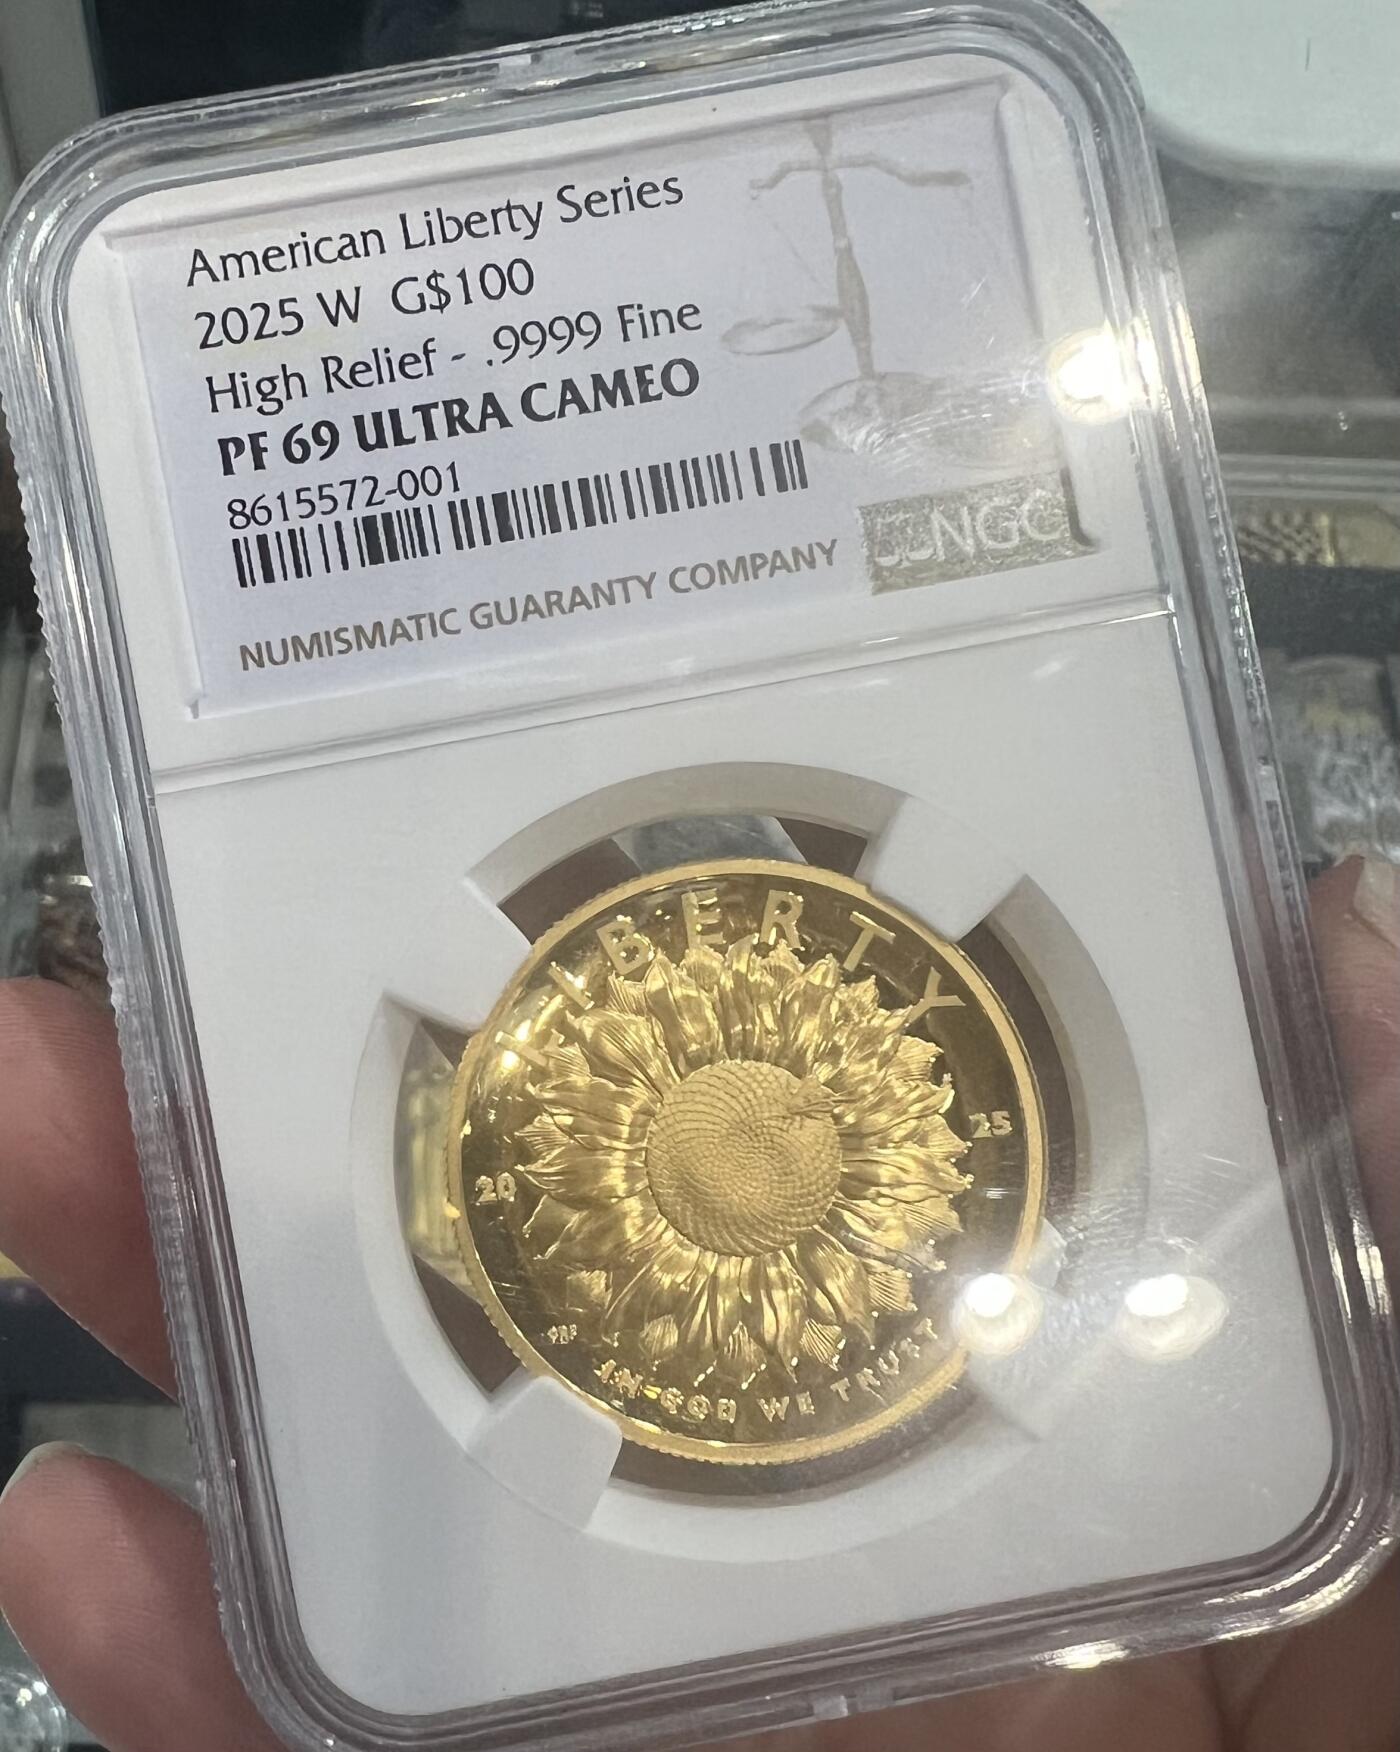 American Liberty Series
2025 W G$100
High Relief - .9999 Fine
PF 69 ULTRA CAMEO
8615572-001
NUMISMATIC GUARANTY COMPANY
NGC
LIBERTY
20 25
IN GOD WE TRUST